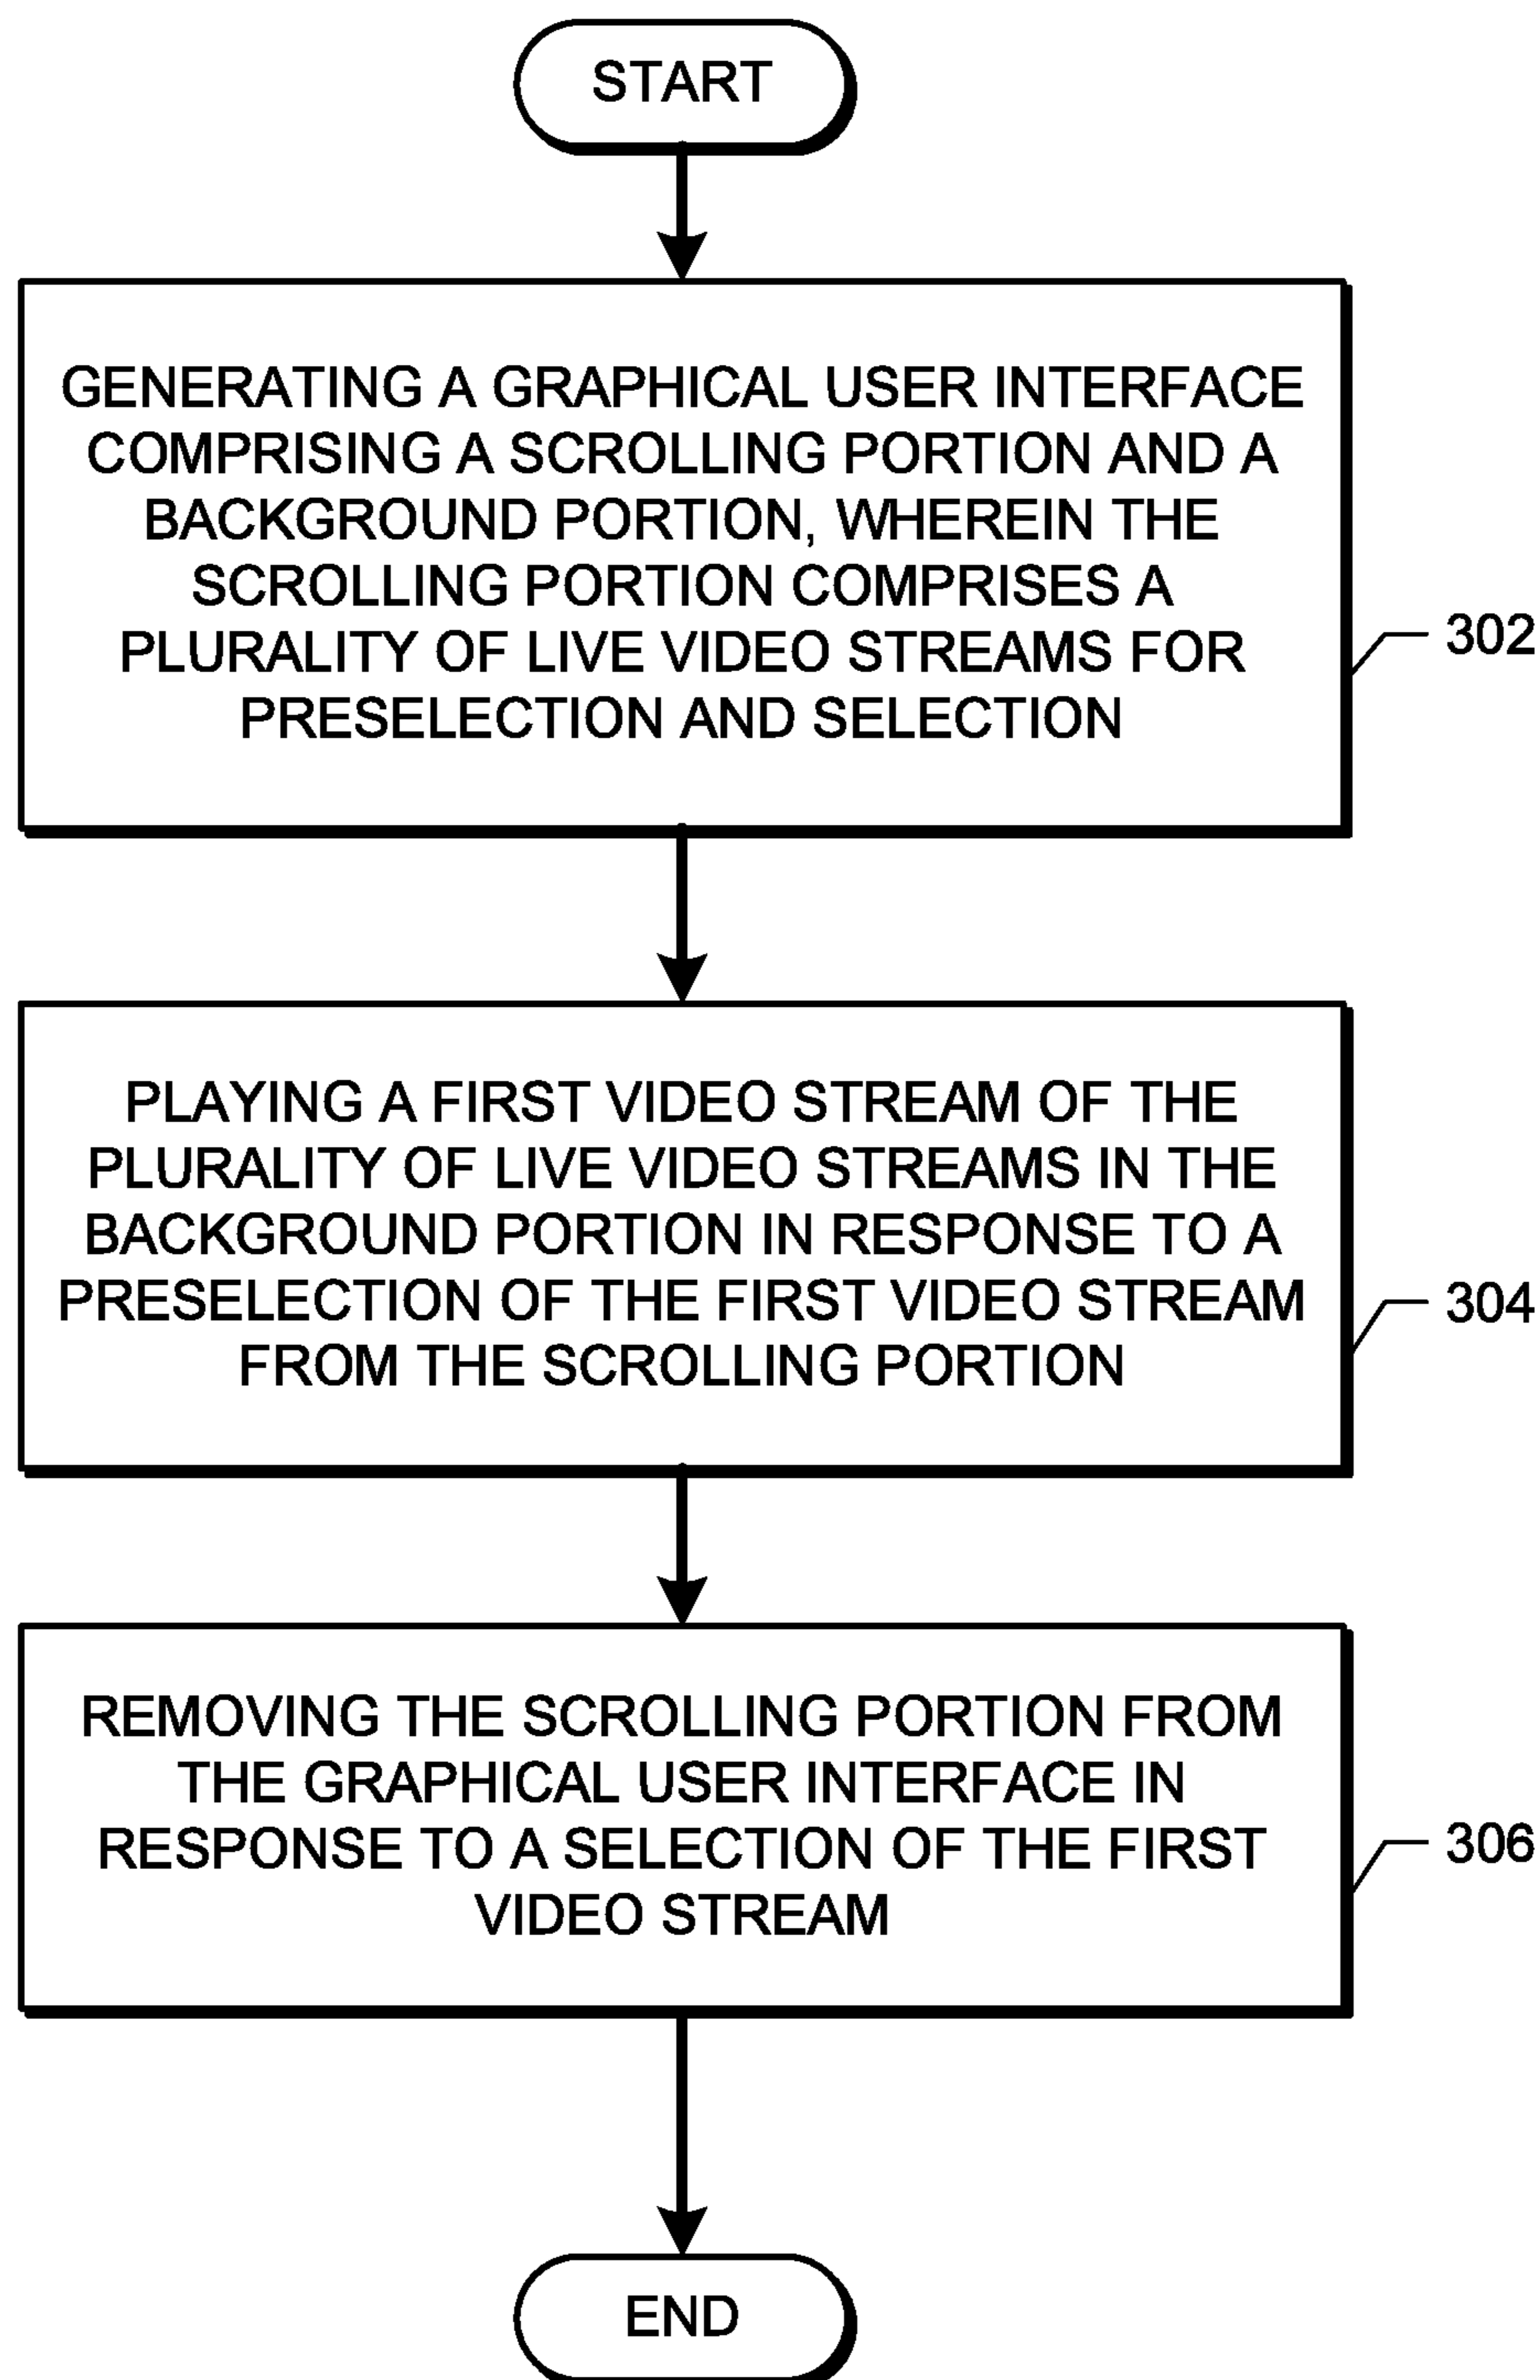 START
GENERATING A GRAPHICAL USER INTERFACE
COMPRISING A SCROLLING PORTION AND A
BACKGROUND PORTION, WHEREIN THE
SCROLLING PORTION COMPRISES A
PLURALITY OF LIVE VIDEO STREAMS FOR
PRESELECTION AND SELECTION
302
PLAYING A FIRST VIDEO STREAM OF THE
PLURALITY OF LIVE VIDEO STREAMS IN THE
BACKGROUND PORTION IN RESPONSE TO A
PRESELECTION OF THE FIRST VIDEO STREAM
FROM THE SCROLLING PORTION
304
REMOVING THE SCROLLING PORTION FROM
THE GRAPHICAL USER INTERFACE IN
RESPONSE TO A SELECTION OF THE FIRST
VIDEO STREAM
306
END